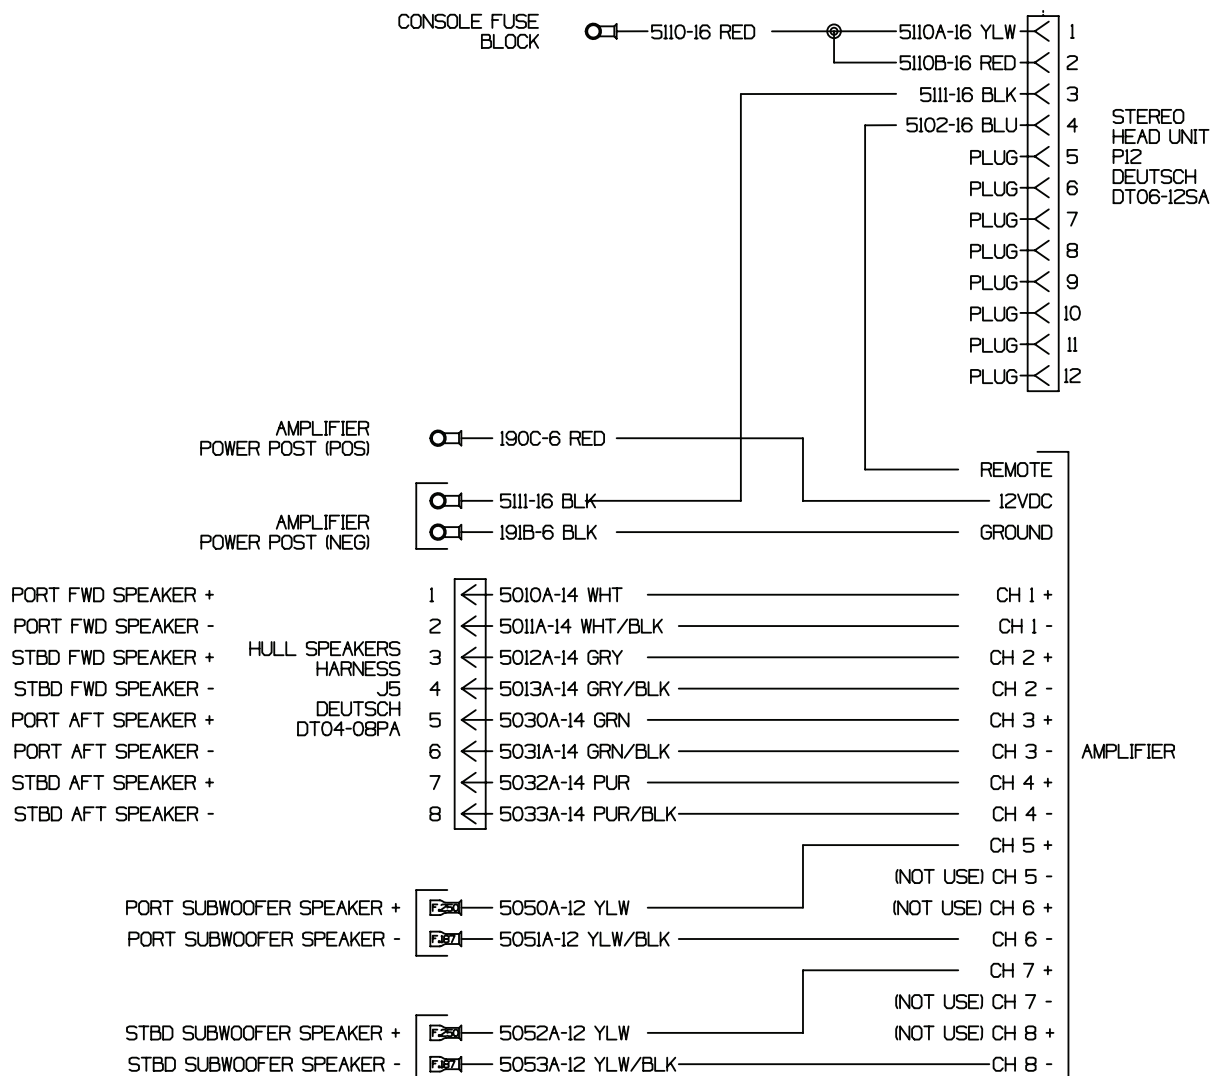 CONSOLE FUSE
BLOCK
5110-16 RED
5110A-16 YLW 1
5110B-16 RED 2
5111-16 BLK 3
5102-16 BLU 4
PLUG 5
PLUG 6
PLUG 7
PLUG 8
PLUG 9
PLUG 10
PLUG 11
PLUG 12
STEREO
HEAD UNIT
P12
DEUTSCH
DT06-12SA
AMPLIFIER
POWER POST (POS)
190C-6 RED
REMOTE
5111-16 BLK
12VDC
AMPLIFIER
POWER POST (NEG)
191B-6 BLK
GROUND
PORT FWD SPEAKER + 1 5010A-14 WHT CH 1 +
PORT FWD SPEAKER - 2 5011A-14 WHT/BLK CH 1 -
STBD FWD SPEAKER + 3 5012A-14 GRY CH 2 +
STBD FWD SPEAKER - 4 5013A-14 GRY/BLK CH 2 -
PORT AFT SPEAKER + 5 5030A-14 GRN CH 3 +
PORT AFT SPEAKER - 6 5031A-14 GRN/BLK CH 3 -
STBD AFT SPEAKER + 7 5032A-14 PUR CH 4 +
STBD AFT SPEAKER - 8 5033A-14 PUR/BLK CH 4 -
HULL SPEAKERS
HARNESS
J5
DEUTSCH
DT04-08PA
AMPLIFIER
CH 5 +
(NOT USE) CH 5 -
PORT SUBWOOFER SPEAKER + F.250 5050A-12 YLW (NOT USE) CH 6 +
PORT SUBWOOFER SPEAKER - F.187 5051A-12 YLW/BLK CH 6 -
CH 7 +
(NOT USE) CH 7 -
STBD SUBWOOFER SPEAKER + F.250 5052A-12 YLW (NOT USE) CH 8 +
STBD SUBWOOFER SPEAKER - F.187 5053A-12 YLW/BLK CH 8 -